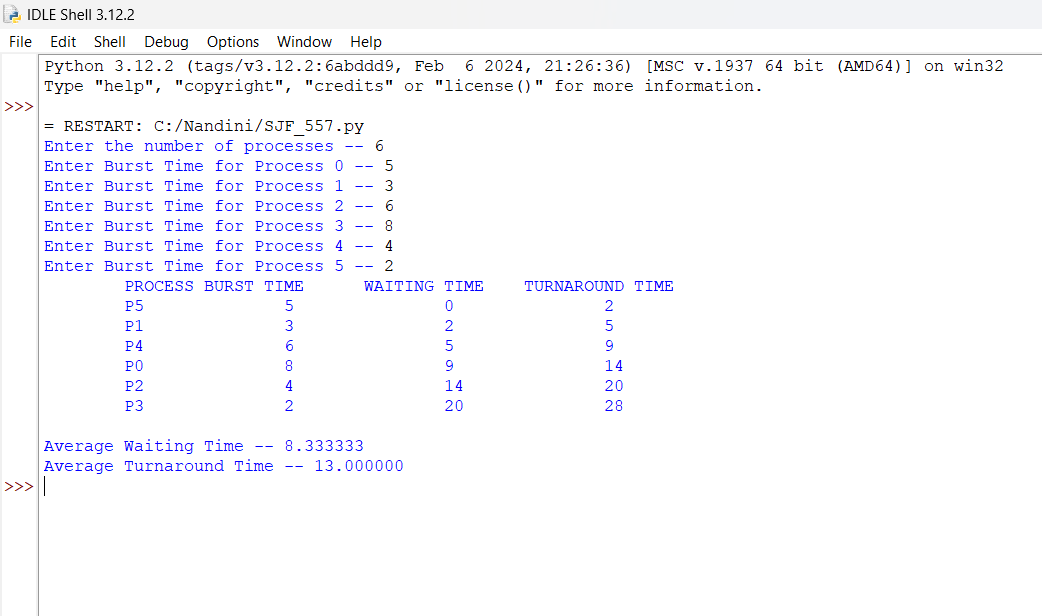 IDLE Shell 3.12.2
File Edit Shell Debug Options Window Help
Python 3.12.2 (tags/v3.12.2:6abddd9, Feb  6 2024, 21:26:36) [MSC v.1937 64 bit (AMD64)] on win32
Type "help", "copyright", "credits" or "license()" for more information.
>>>
= RESTART: C:/Nandini/SJF_557.py
Enter the number of processes -- 6
Enter Burst Time for Process 0 -- 5
Enter Burst Time for Process 1 -- 3
Enter Burst Time for Process 2 -- 6
Enter Burst Time for Process 3 -- 8
Enter Burst Time for Process 4 -- 4
Enter Burst Time for Process 5 -- 2
PROCESS BURST TIME WAITING TIME TURNAROUND TIME
P5 5 0 2
P1 3 2 5
P4 6 5 9
P0 8 9 14
P2 4 14 20
P3 2 20 28
Average Waiting Time -- 8.333333
Average Turnaround Time -- 13.000000
>>>